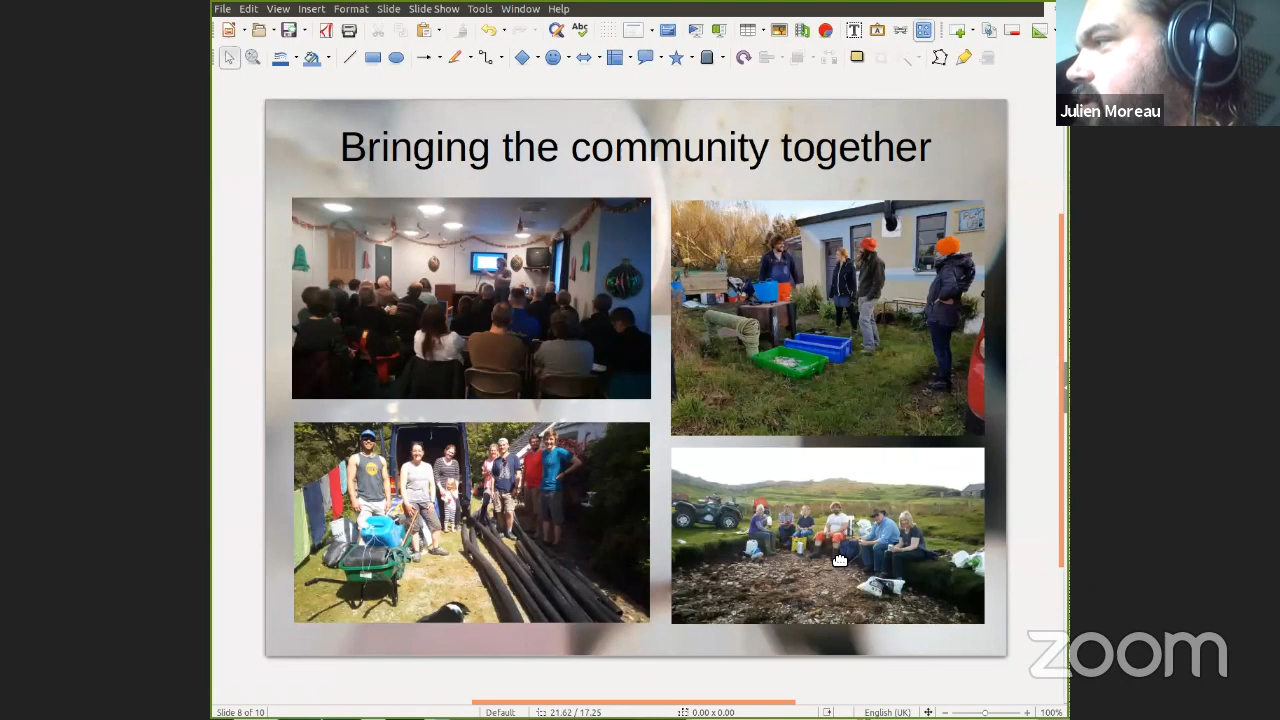 File Edit View Insert Format Slide Slide Show Tools Window Help
Abc
Julien Moreau
Bringing the community together
zoom
Slide 8 of 10 Default 21.62 / 17.25 0.00 x 0.00 English (UK) 100%